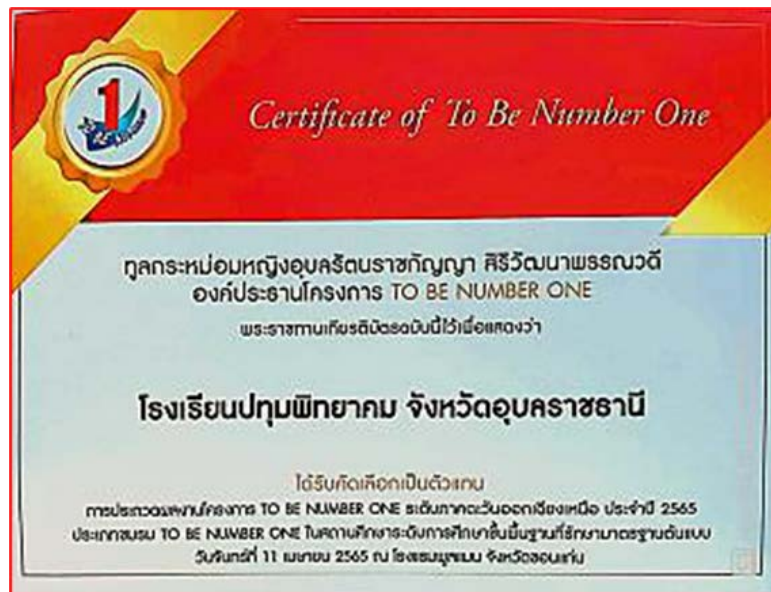 1
Certificate of To Be Number One
ทูลกระหม่อมหญิงอุบลรัตนราชกัญญา สิริวัฒนาพรรณวดี
องค์ประธานโครงการ TO BE NUMBER ONE
พระราชทานเกียรติบัตรฉบับนี้ไว้เพื่อแสดงว่า
โรงเรียนปทุมพิทยาคม จังหวัดอุบลราชธานี
ได้รับคัดเลือกเป็นตัวแทน
การประกวดผลงานโครงการ TO BE NUMBER ONE ระดับภาคตะวันออกเฉียงเหนือ ประจำปี 2565
ประเภทชมรม TO BE NUMBER ONE ในสถานศึกษาระดับการศึกษาขั้นพื้นฐานที่รักษามาตรฐานต้นแบบ
วันจันทร์ที่ 11 เมษายน 2565 ณ โรงแรมพูลแมน จังหวัดขอนแก่น